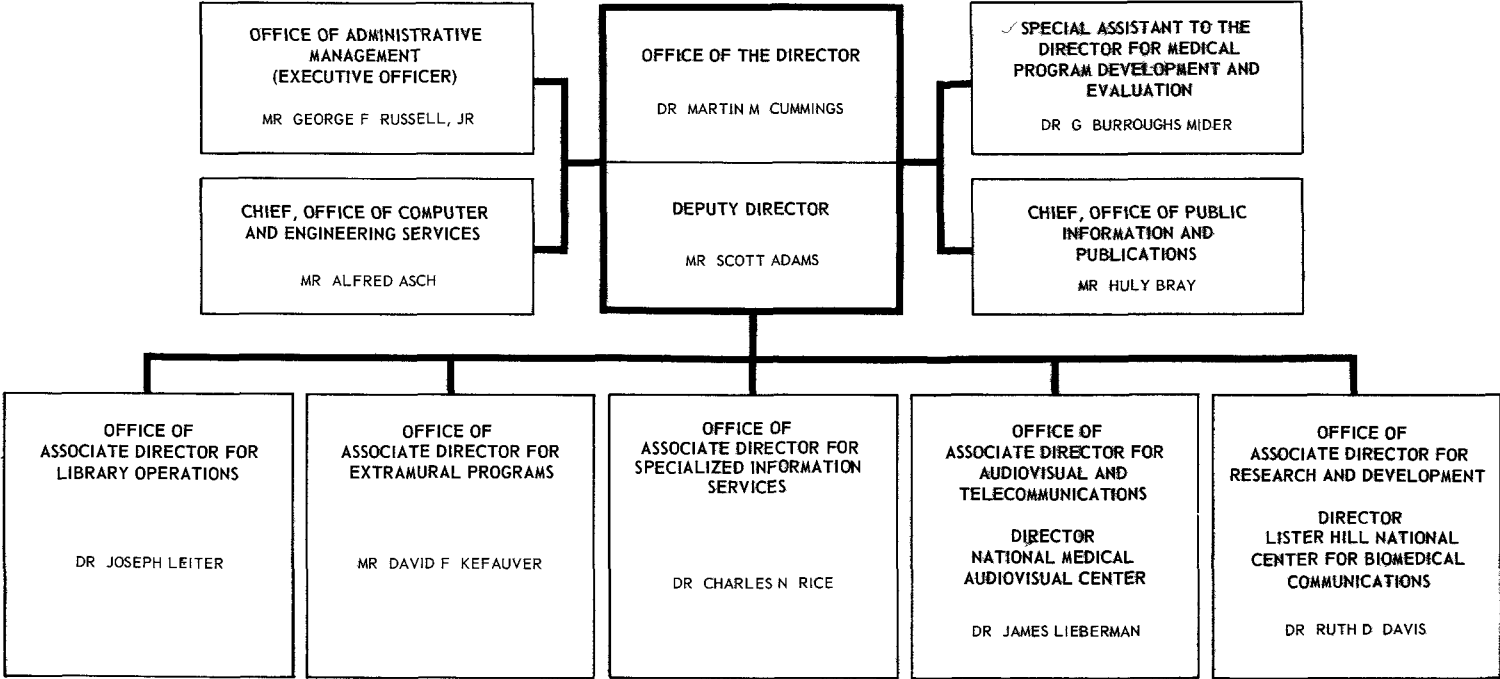 OFFICE OF ADMINISTRATIVE
MANAGEMENT
(EXECUTIVE OFFICER)
MR GEORGE F RUSSELL, JR
OFFICE OF THE DIRECTOR
DR MARTIN M CUMMINGS
SPECIAL ASSISTANT TO THE
DIRECTOR FOR MEDICAL
PROGRAM DEVELOPMENT AND
EVALUATION
DR G BURROUGHS MIDER
CHIEF, OFFICE OF COMPUTER
AND ENGINEERING SERVICES
MR ALFRED ASCH
DEPUTY DIRECTOR
MR SCOTT ADAMS
CHIEF, OFFICE OF PUBLIC
INFORMATION AND
PUBLICATIONS
MR HULY BRAY
OFFICE OF
ASSOCIATE DIRECTOR FOR
LIBRARY OPERATIONS
DR JOSEPH LEITER
OFFICE OF
ASSOCIATE DIRECTOR FOR
EXTRAMURAL PROGRAMS
MR DAVID F KEFAUVER
OFFICE OF
ASSOCIATE DIRECTOR FOR
SPECIALIZED INFORMATION
SERVICES
DR CHARLES N RICE
OFFICE OF
ASSOCIATE DIRECTOR FOR
AUDIOVISUAL AND
TELECOMMUNICATIONS
DIRECTOR
NATIONAL MEDICAL
AUDIOVISUAL CENTER
DR JAMES LIEBERMAN
OFFICE OF
ASSOCIATE DIRECTOR FOR
RESEARCH AND DEVELOPMENT
DIRECTOR
LISTER HILL NATIONAL
CENTER FOR BIOMEDICAL
COMMUNICATIONS
DR RUTH D DAVIS